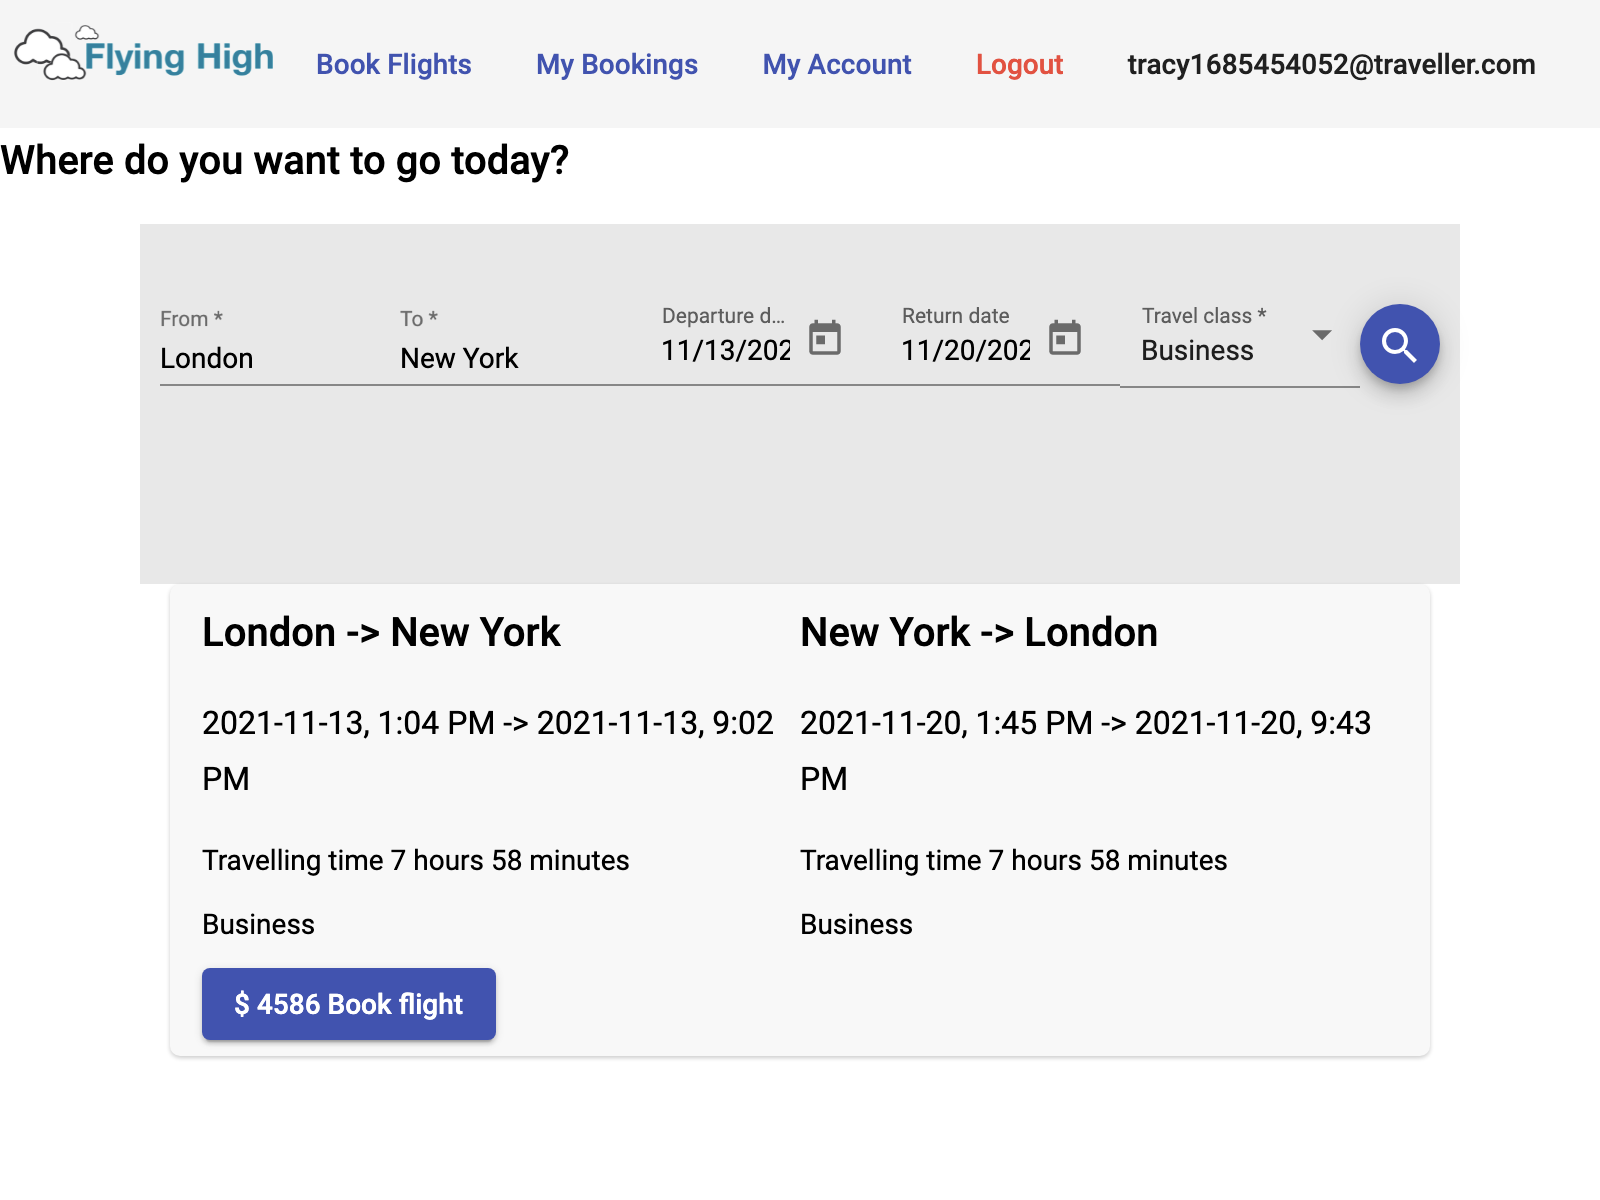 Flying High
Book Flights
My Bookings
My Account
Logout
tracy1685454052@traveller.com
Where do you want to go today?
From *
London
To *
New York
Departure d...
11/13/202
Return date
11/20/202
Travel class *
Business
London -> New York
2021-11-13, 1:04 PM -> 2021-11-13, 9:02
PM
Travelling time 7 hours 58 minutes
Business
$ 4586 Book flight
New York -> London
2021-11-20, 1:45 PM -> 2021-11-20, 9:43
PM
Travelling time 7 hours 58 minutes
Business